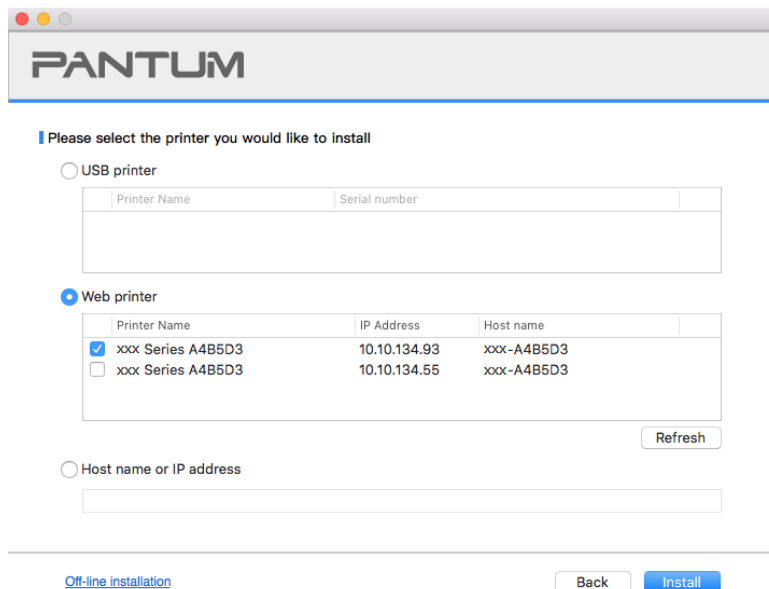 PANTUM
Please select the printer you would like to install
USB printer
Printer Name Serial number
Web printer
Printer Name IP Address Host name
xxx Series A4B5D3 10.10.134.93 xxx-A4B5D3
xxx Series A4B5D3 10.10.134.55 xxx-A4B5D3
Refresh
Host name or IP address
Off-line installation Back Install